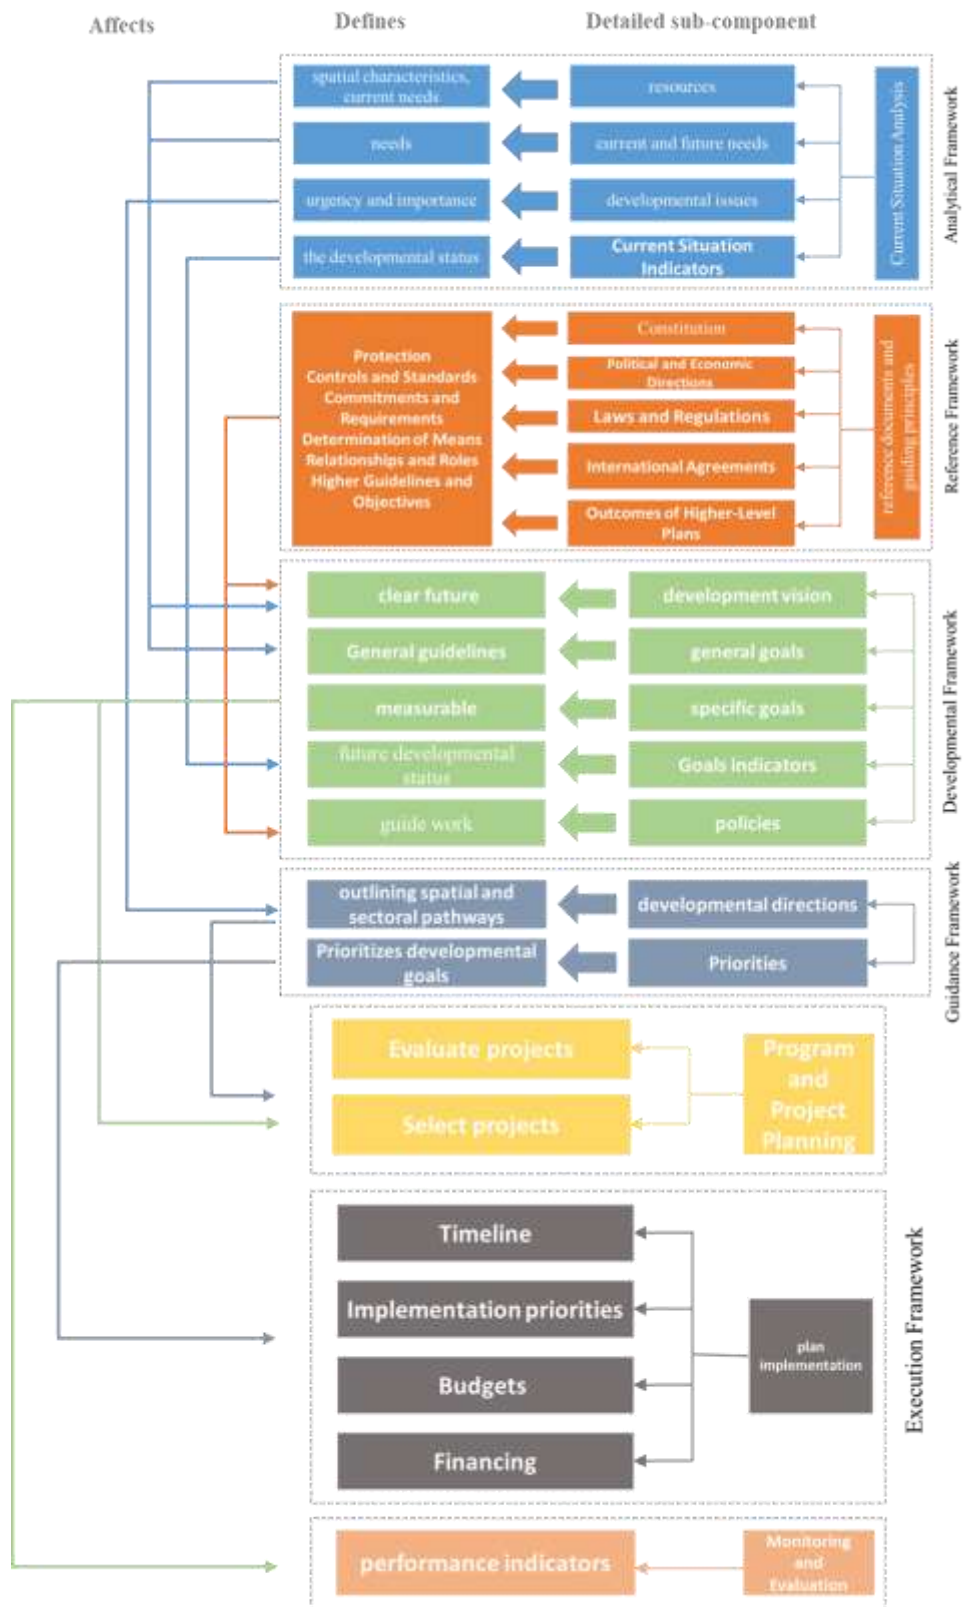 Affects
Defines
Detailed sub-component
spatial characteristics,
current needs
resources
needs
current and future needs
urgency and importance
developmental issues
the developmental status
Current Situation
Indicators
Current Situation Analysis
Analytical Framework
Protection
Controls and Standards
Commitments and
Requirements
Determination of Means
Relationships and Roles
Higher Guidelines and
Objectives
Constitution
Political and Economic
Directions
Laws and Regulations
International Agreements
Outcomes of Higher-Level
Plans
reference documents and
guiding principles
Reference Framework
clear future
development vision
General guidelines
general goals
measurable
specific goals
future developmental
status
Goals Indicators
guide work
policies
Developmental Framework
outlining spatial and
sectoral pathways
developmental directions
Prioritizes developmental
goals
Priorities
Guidance Framework
Evaluate projects
Select projects
Program
and
Project
Planning
Timeline
Implementation priorities
Budgets
Financing
plan
implementation
Execution Framework
performance indicators
Monitoring
and
Evaluation